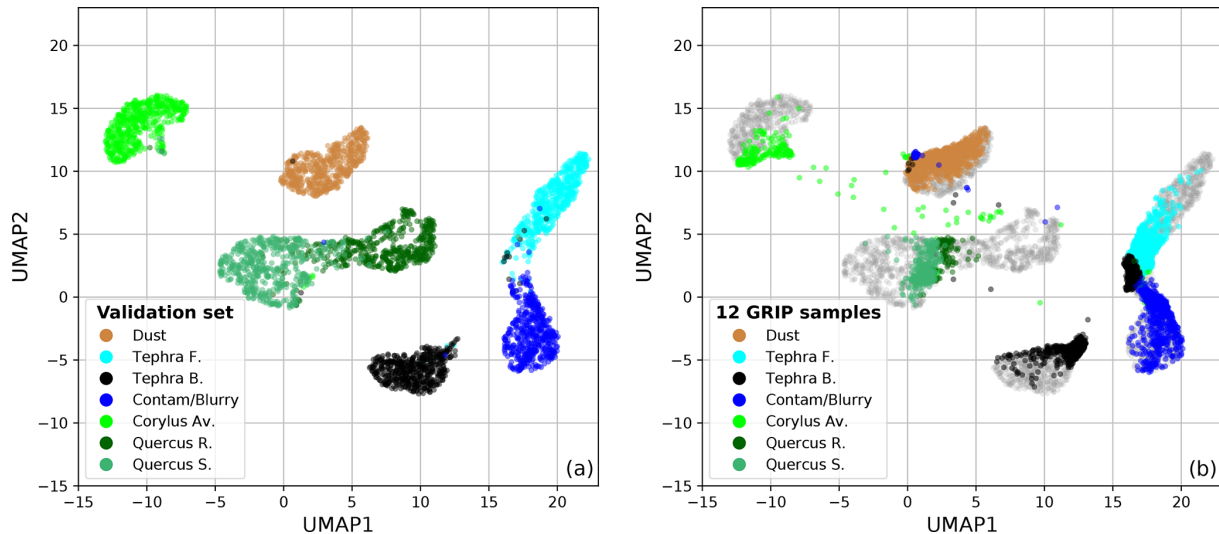 20
15
10
5
0
−5
−10
−15
UMAP2
Validation set
Dust
Tephra F.
Tephra B.
Contam/Blurry
Corylus Av.
Quercus R.
Quercus S.
(a)
−15 −10 −5 0 5 10 15 20
UMAP1
20
15
10
5
0
−5
−10
−15
UMAP2
12 GRIP samples
Dust
Tephra F.
Tephra B.
Contam/Blurry
Corylus Av.
Quercus R.
Quercus S.
(b)
−15 −10 −5 0 5 10 15 20
UMAP1